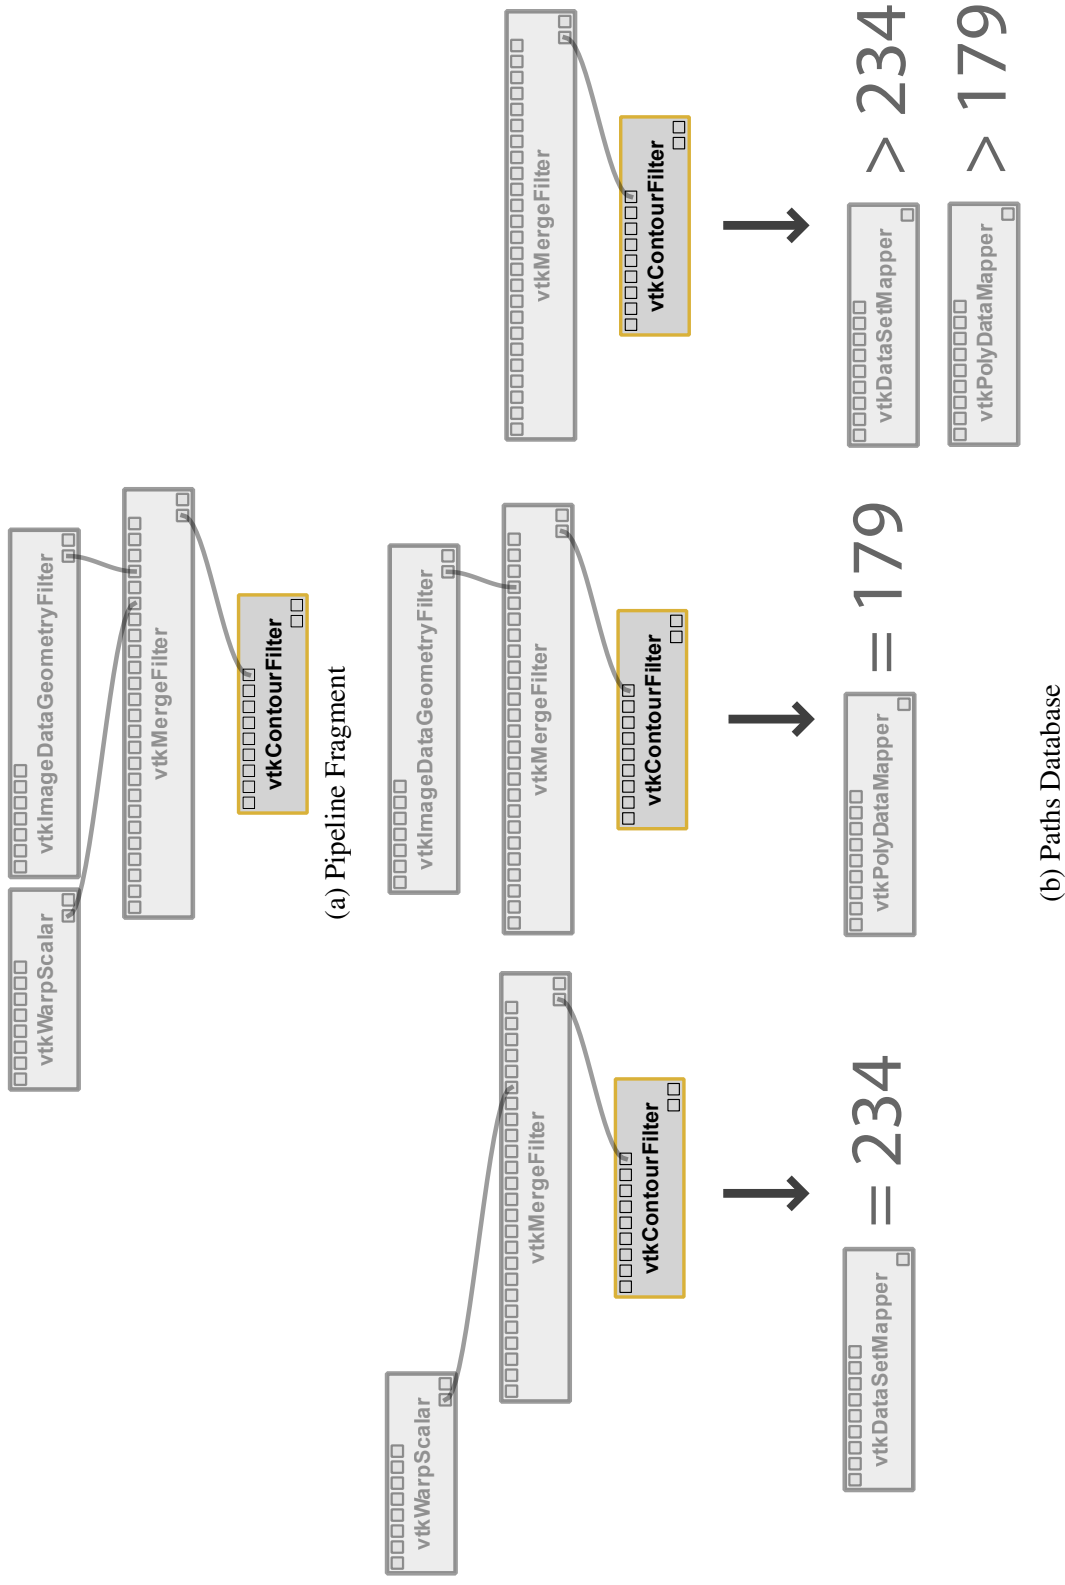 vtkWarpScalar
vtkImageDataGeometryFilter
vtkMergeFilter
vtkContourFilter
(a) Pipeline Fragment
vtkWarpScalar
vtkMergeFilter
vtkContourFilter
vtkDataSetMapper
= 234
vtkImageDataGeometryFilter
vtkMergeFilter
vtkContourFilter
vtkPolyDataMapper
= 179
vtkMergeFilter
vtkContourFilter
vtkDataSetMapper
> 234
vtkPolyDataMapper
> 179
(b) Paths Database